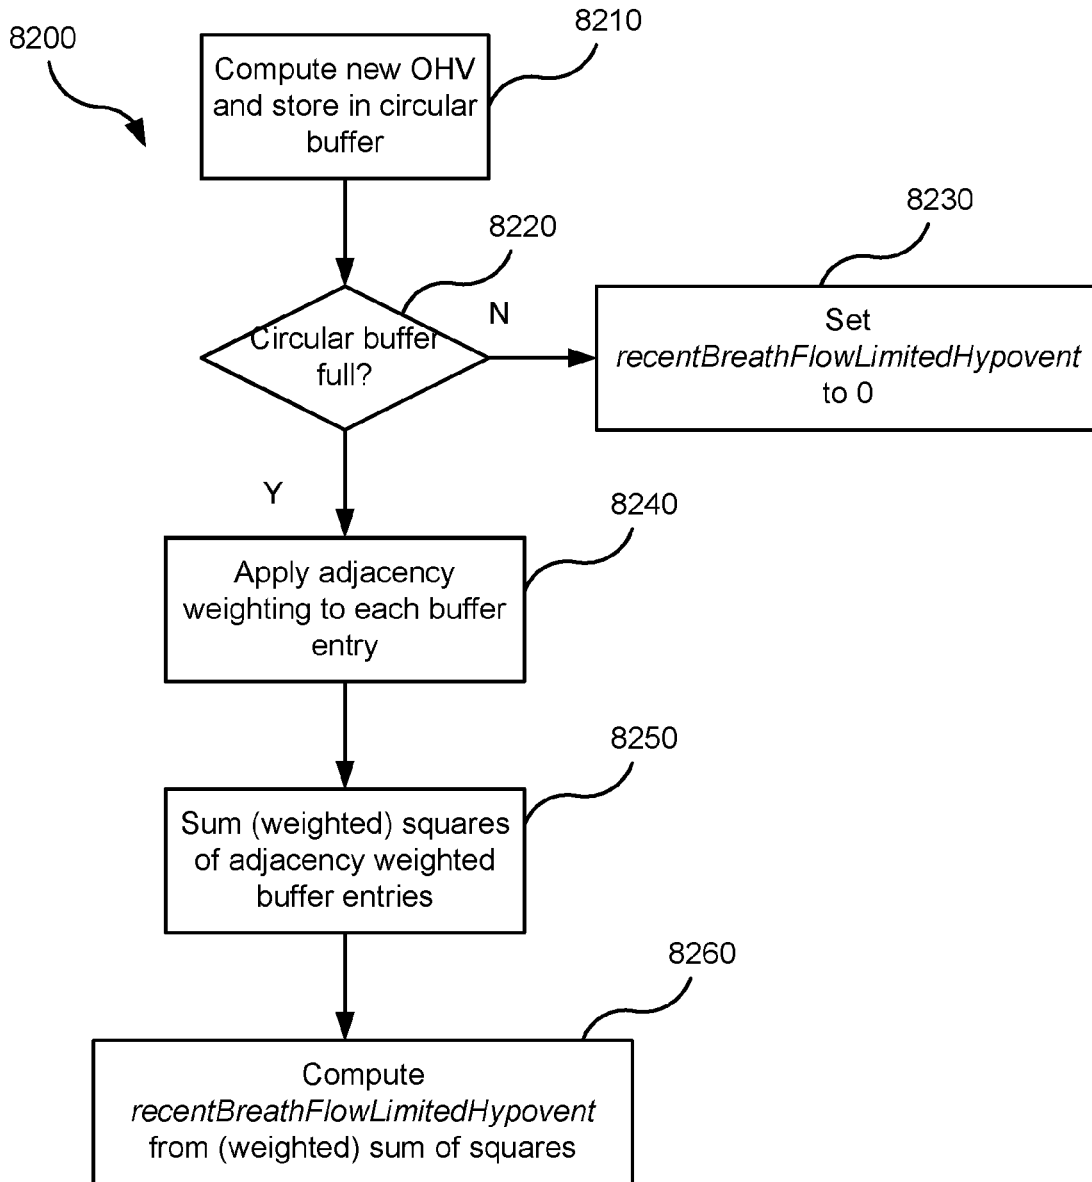 8200
8210
Compute new OHV
and store in circular
buffer
8220
8230
Circular buffer
full?
N
Set
recentBreathFlowLimitedHypovent
to 0
Y
8240
Apply adjacency
weighting to each buffer
entry
8250
Sum (weighted) squares
of adjacency weighted
buffer entries
8260
Compute
recentBreathFlowLimitedHypovent
from (weighted) sum of squares